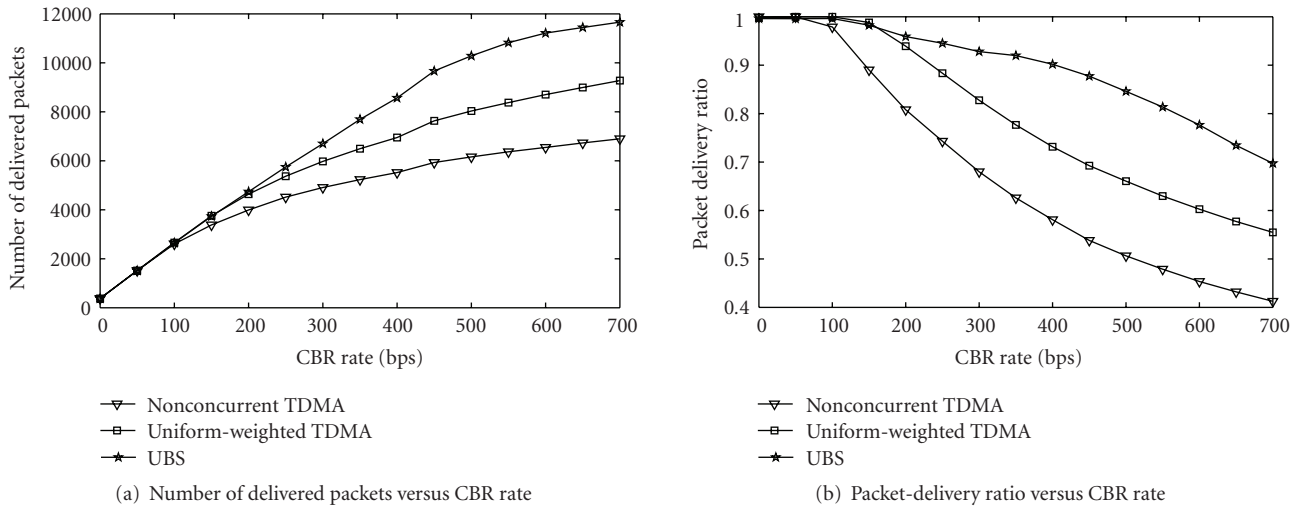 12000
10000
8000
6000
4000
2000
0
Number of delivered packets
0 100 200 300 400 500 600 700
CBR rate (bps)
Nonconcurrent TDMA
Uniform-weighted TDMA
UBS
(a) Number of delivered packets versus CBR rate
1
0.9
0.8
0.7
0.6
0.5
0.4
Packet delivery ratio
0 100 200 300 400 500 600 700
CBR rate (bps)
Nonconcurrent TDMA
Uniform-weighted TDMA
UBS
(b) Packet-delivery ratio versus CBR rate